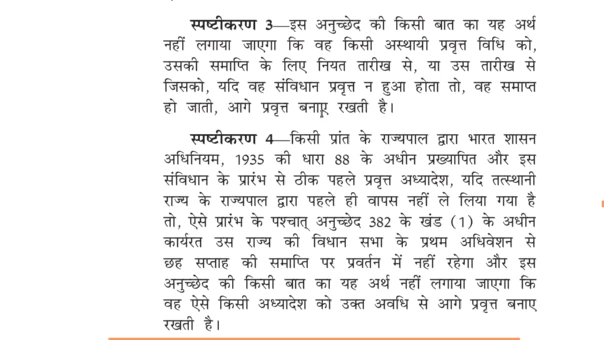 स्पष्टीकरण 3—इस अनुच्छेद की किसी बात का यह अर्थ
नहीं लगाया जाएगा कि वह किसी अस्थायी प्रवृत्त विधि को,
उसकी समाप्ति के लिए नियत तारीख से, या उस तारीख से
जिसको, यदि वह संविधान प्रवृत्त न हुआ होता तो, वह समाप्त
हो जाती, आगे प्रवृत्त बनाए रखती है।
स्पष्टीकरण 4—किसी प्रांत के राज्यपाल द्वारा भारत शासन
अधिनियम, 1935 की धारा 88 के अधीन प्रख्यापित और इस
संविधान के प्रारंभ से ठीक पहले प्रवृत्त अध्यादेश, यदि तत्स्थानी
राज्य के राज्यपाल द्वारा पहले ही वापस नहीं ले लिया गया है
तो, ऐसे प्रारंभ के पश्चात् अनुच्छेद 382 के खंड (1) के अधीन
कार्यरत उस राज्य की विधान सभा के प्रथम अधिवेशन से
छह सप्ताह की समाप्ति पर प्रवर्तन में नहीं रहेगा और इस
अनुच्छेद की किसी बात का यह अर्थ नहीं लगाया जाएगा कि
वह ऐसे किसी अध्यादेश को उक्त अवधि से आगे प्रवृत्त बनाए
रखती है।